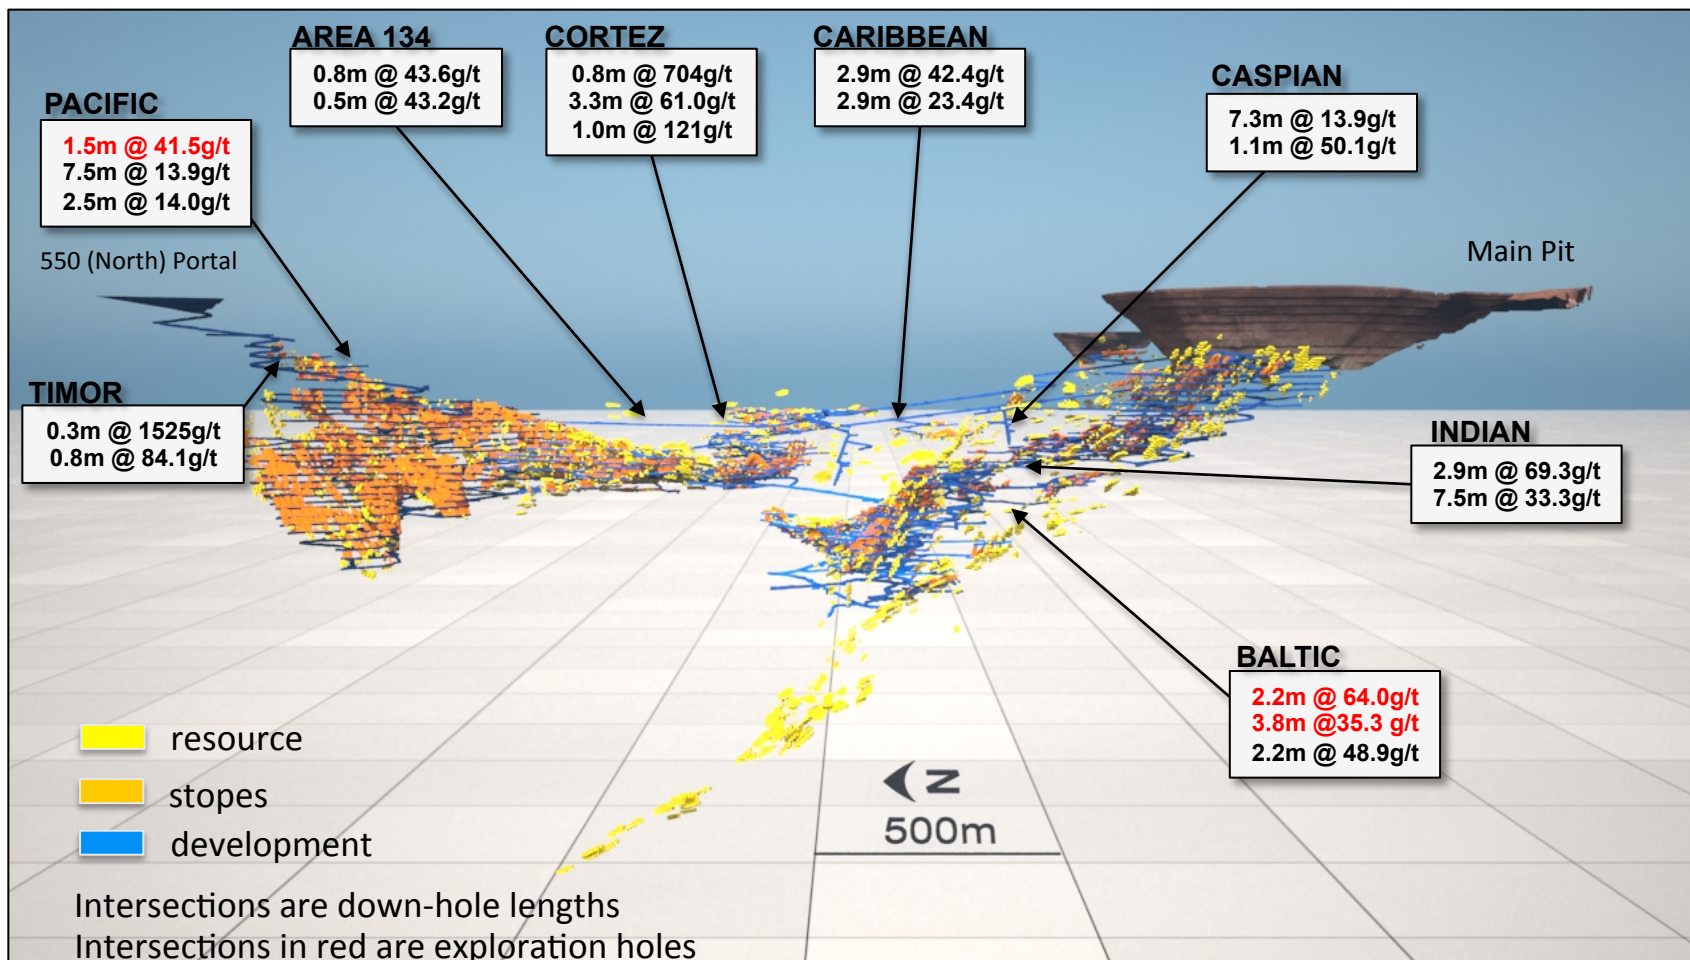 AREA 134
0.8m @ 43.6g/t
0.5m @ 43.2g/t
CORTEZ
0.8m @ 704g/t
3.3m @ 61.0g/t
1.0m @ 121g/t
CARIBBEAN
2.9m @ 42.4g/t
2.9m @ 23.4g/t
CASPIAN
7.3m @ 13.9g/t
1.1m @ 50.1g/t
PACIFIC
1.5m @ 41.5g/t
7.5m @ 13.9g/t
2.5m @ 14.0g/t
550 (North) Portal
Main Pit
TIMOR
0.3m @ 1525g/t
0.8m @ 84.1g/t
INDIAN
2.9m @ 69.3g/t
7.5m @ 33.3g/t
BALTIC
2.2m @ 64.0g/t
3.8m @35.3 g/t
2.2m @ 48.9g/t
resource
stopes
development
N
500m
Intersections are down-hole lengths
Intersections in red are exploration holes